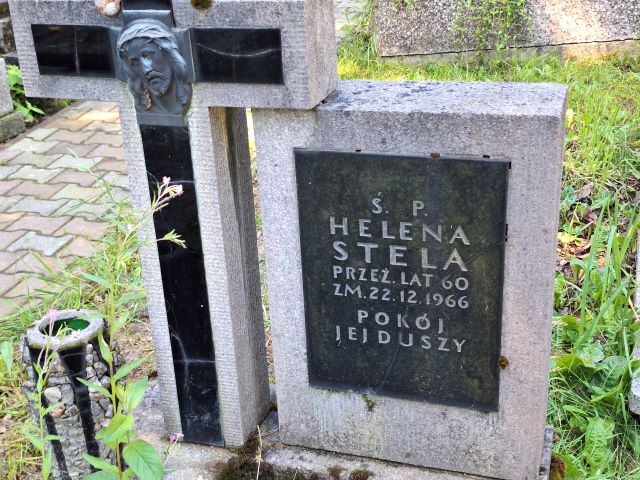 Ś. P.
HELENA
STELA
PRZEŻ. LAT 60
ZM. 22.12.1966
POKÓJ
JEJ DUSZY